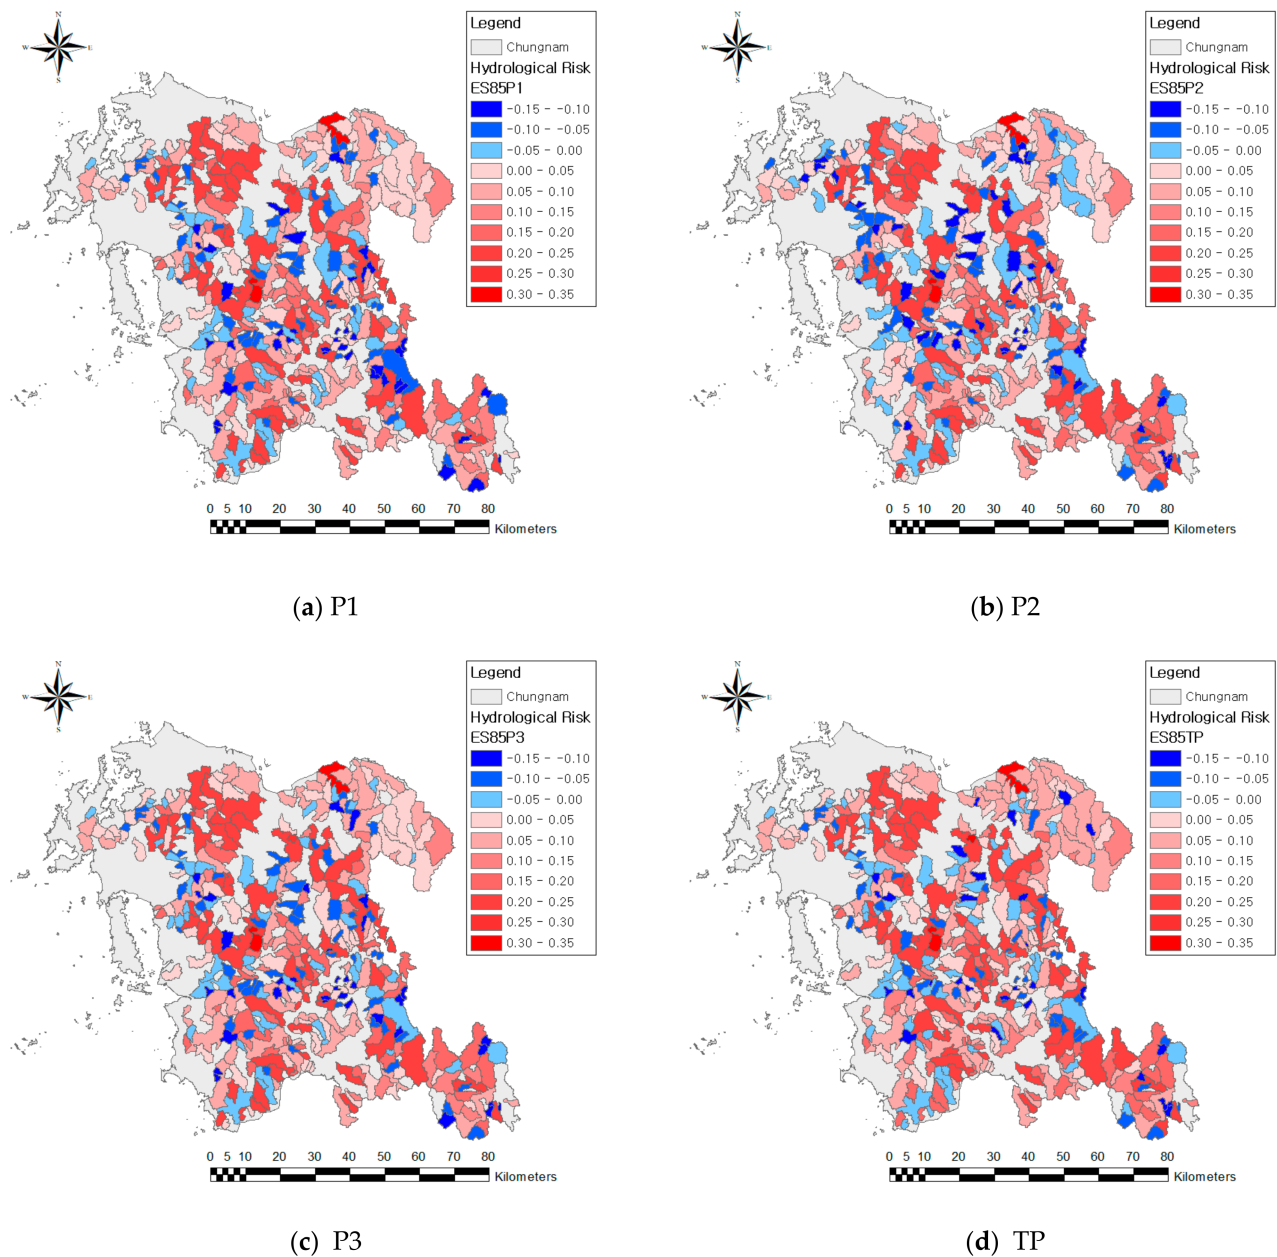 N
W E
S
Legend
Chungnam
Hydrological Risk
ES85P1
-0.15 - -0.10
-0.10 - -0.05
-0.05 - 0.00
0.00 - 0.05
0.05 - 0.10
0.10 - 0.15
0.15 - 0.20
0.20 - 0.25
0.25 - 0.30
0.30 - 0.35
0 5 10 20 30 40 50 60 70 80
Kilometers
(a) P1
N
W E
S
Legend
Chungnam
Hydrological Risk
ES85P2
-0.15 - -0.10
-0.10 - -0.05
-0.05 - 0.00
0.00 - 0.05
0.05 - 0.10
0.10 - 0.15
0.15 - 0.20
0.20 - 0.25
0.25 - 0.30
0.30 - 0.35
0 5 10 20 30 40 50 60 70 80
Kilometers
(b) P2
N
W E
S
Legend
Chungnam
Hydrological Risk
ES85P3
-0.15 - -0.10
-0.10 - -0.05
-0.05 - 0.00
0.00 - 0.05
0.05 - 0.10
0.10 - 0.15
0.15 - 0.20
0.20 - 0.25
0.25 - 0.30
0.30 - 0.35
0 5 10 20 30 40 50 60 70 80
Kilometers
(c) P3
N
W E
S
Legend
Chungnam
Hydrological Risk
ES85TP
-0.15 - -0.10
-0.10 - -0.05
-0.05 - 0.00
0.00 - 0.05
0.05 - 0.10
0.10 - 0.15
0.15 - 0.20
0.20 - 0.25
0.25 - 0.30
0.30 - 0.35
0 5 10 20 30 40 50 60 70 80
Kilometers
(d) TP